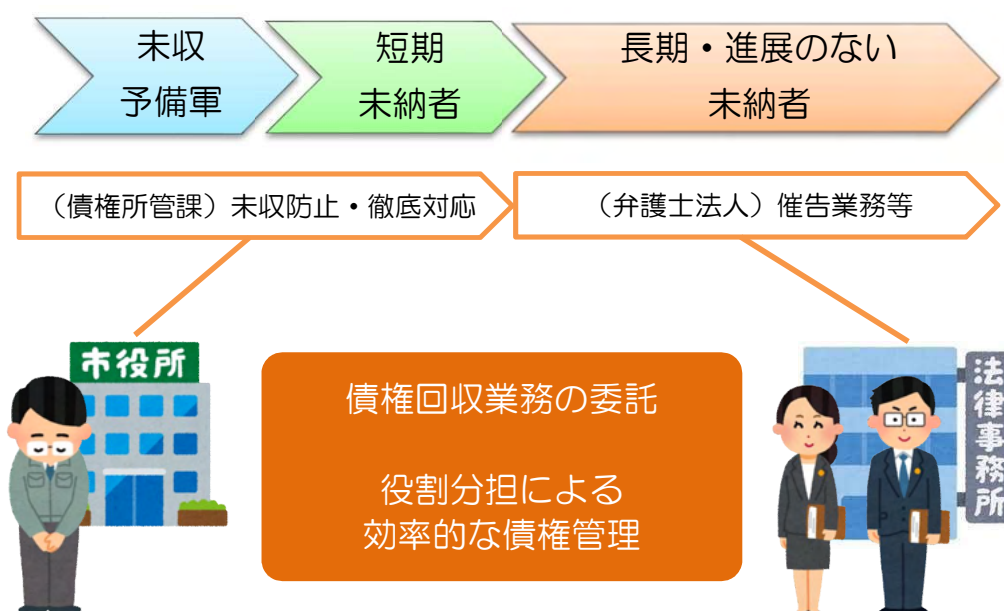 未収
予備軍
短期
未納者
長期・進展のない
未納者
（債権所管課）未収防止・徹底対応
（弁護士法人）催告業務等
市役所
債権回収業務の委託
役割分担による
効率的な債権管理
法律事務所